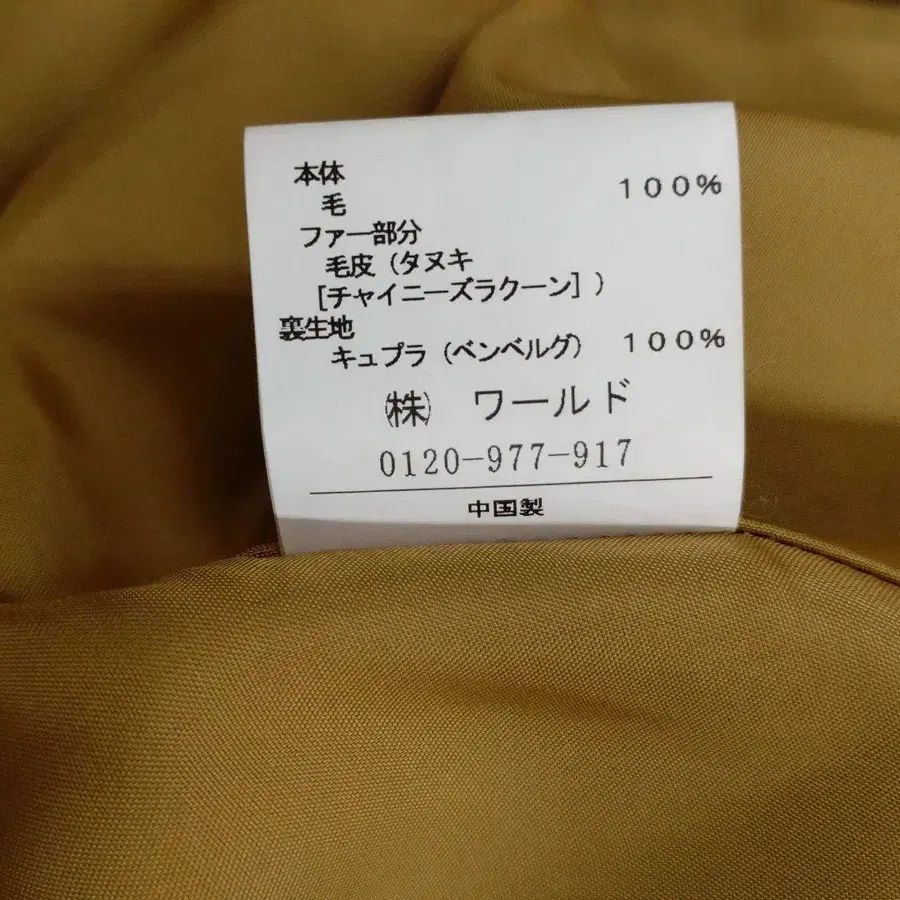 本体
毛 １００％
ファー部分
毛皮（タヌキ
［チャイニーズラクーン］）
裏生地
キュプラ（ベンベルグ） １００％
㈱ ワールド
0120-977-917
中国製